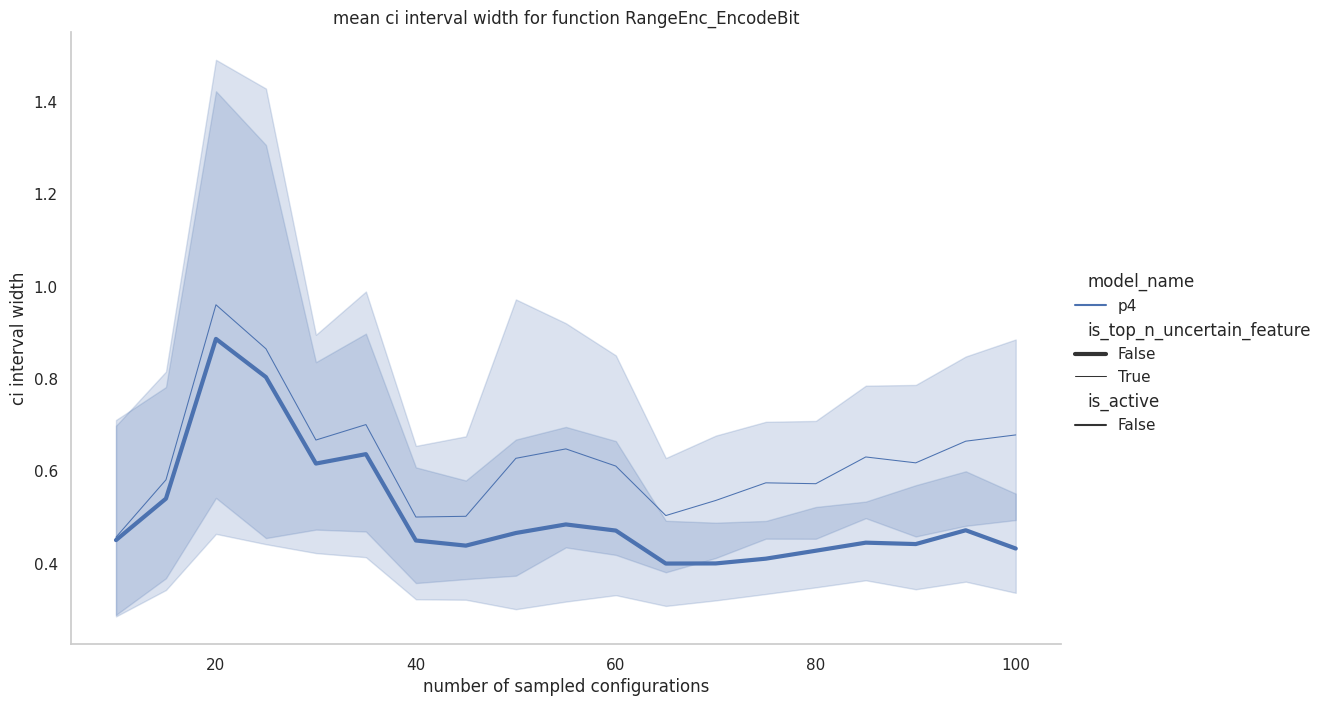 mean ci interval width for function RangeEnc_EncodeBit
ci interval width
1.4
1.2
1.0
0.8
0.6
0.4
20
40
60
80
100
number of sampled configurations
model_name
p4
is_top_n_uncertain_feature
False
True
is_active
False